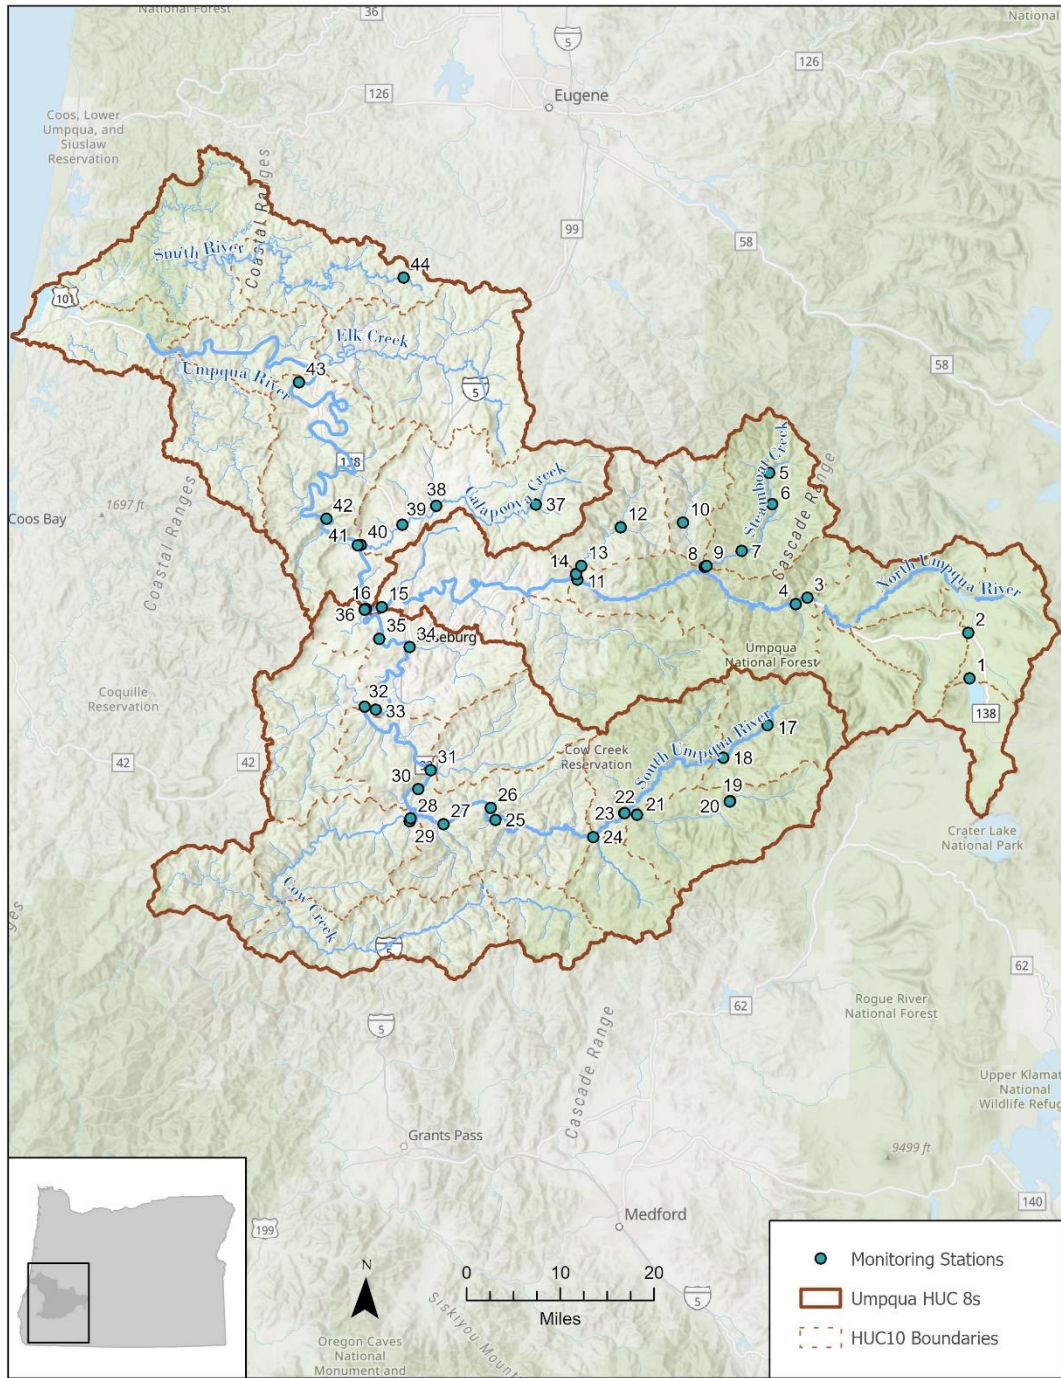 National Forest
36
5
National
126
126
Eugene
Coos, Lower
Umpqua, and
Siuslaw
Reservation
Coastal Ranges
99
58
Smith River
44
101
Elk Creek
58
Umpqua River
43
5
138
Calapooya Creek
Steamboat Creek
Cascade Range
5
6
38
37
1697 ft
Coos Bay
42
39
12
10
41
40
13
14
11
8
9
7
Coastal Ranges
North Umpqua River
4
3
16
15
36
2
35
34
seburg
Umpqua
National Forest
1
Coquille
Reservation
32
33
138
42
42
Cow Creek
Reservation
South Umpqua River
17
18
31
30
28
26
22
19
20
27
25
23
21
29
24
Crater Lake
National Park
Cow Creek
5
62
62
Rogue River
National Forest
5
Cascade Range
Upper Klamat
National
Wildlife Refug
Grants Pass
9499 ft
140
199
Medford
N
0 10 20
Miles
5
Siskiyou Mount
Oregon Caves
National
Monument and
Monitoring Stations
Umpqua HUC 8s
HUC10 Boundaries